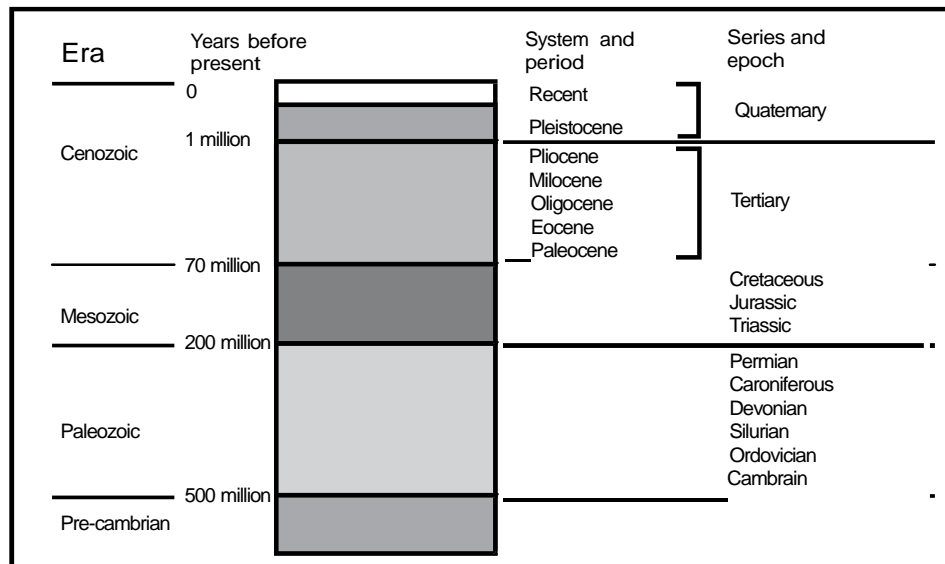 Era
Years before
present
System and
period
Series and
epoch
0
Recent
Pleistocene
Quatemary
1 million
Cenozoic
Pliocene
Milocene
Oligocene
Eocene
Paleocene
Tertiary
70 million
Mesozoic
Cretaceous
Jurassic
Triassic
200 million
Paleozoic
Permian
Caroniferous
Devonian
Silurian
Ordovician
Cambrain
500 million
Pre-cambrian